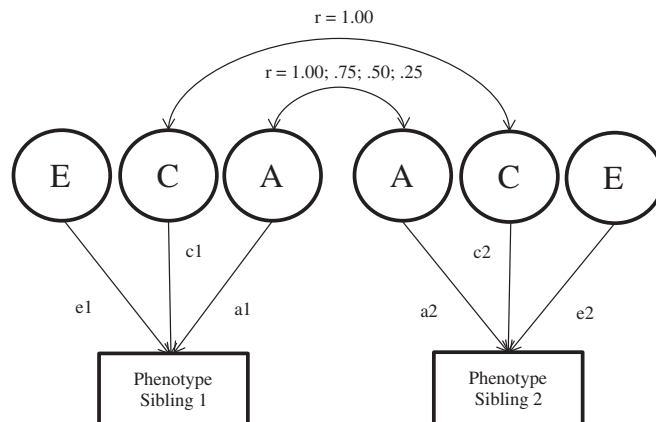 r = 1.00
r = 1.00; .75; .50; .25
E C A A C E
c1 c2
e1 a1 a2 e2
Phenotype
Sibling 1
Phenotype
Sibling 2